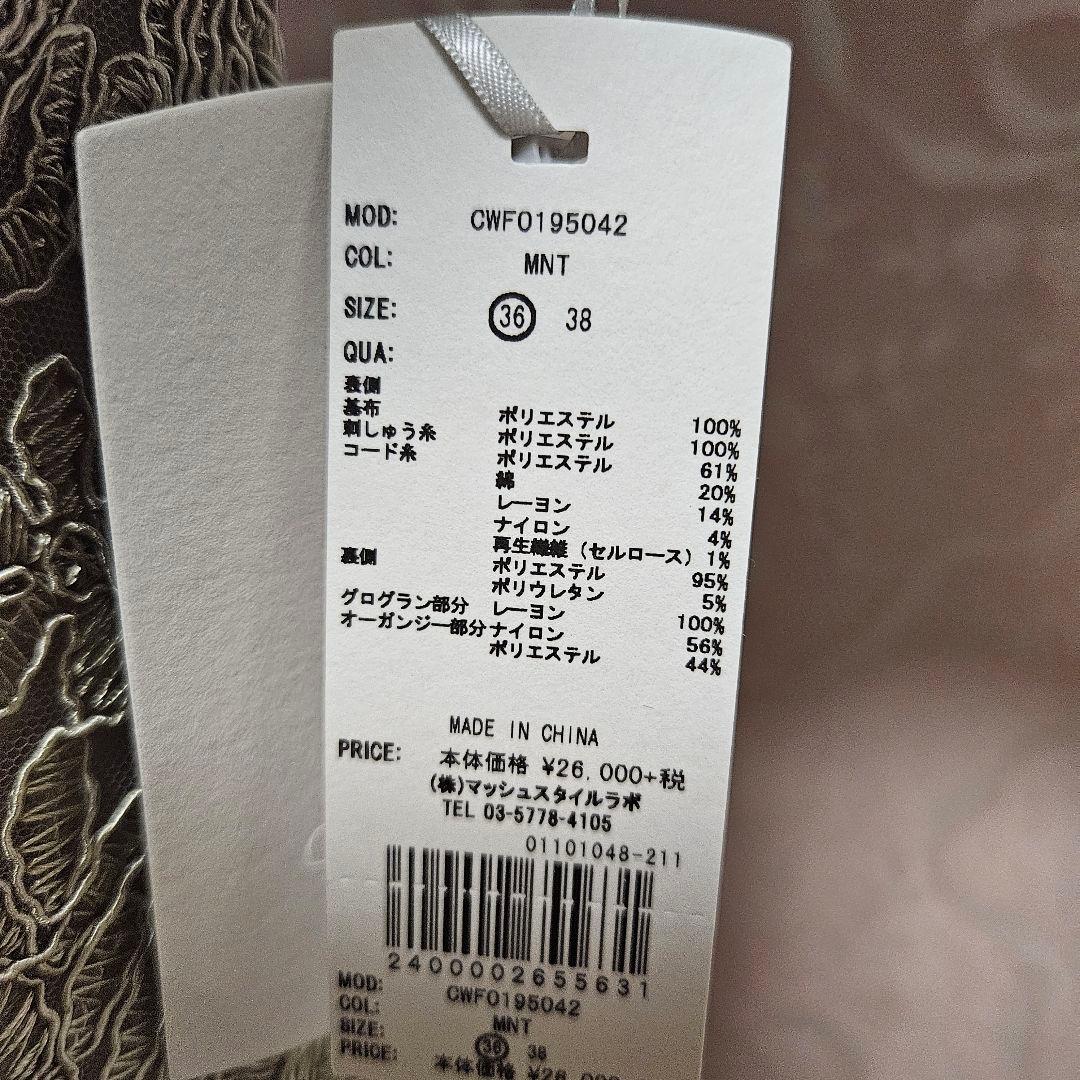 MOD: CWF0195042
COL: MNT
SIZE: 36 38
QUA:
表側
基布 ポリエステル 100%
刺しゅう糸 ポリエステル 100%
コード糸 ポリエステル 61%
綿 20%
レーヨン 14%
ナイロン 4%
再生繊維(セルロース) 1%
裏側 ポリエステル 95%
ポリウレタン 5%
グログラン部分 レーヨン 100%
オーガンジー部分 ナイロン 56%
ポリエステル 44%
MADE IN CHINA
PRICE: 本体価格 ¥26,000+税
(株)マッシュスタイルラボ
TEL 03-5778-4105
01101048-211
2400002655631
MOD: CWF0195042
COL: MNT
SIZE: 36 38
PRICE: 本体価格 ¥26,000